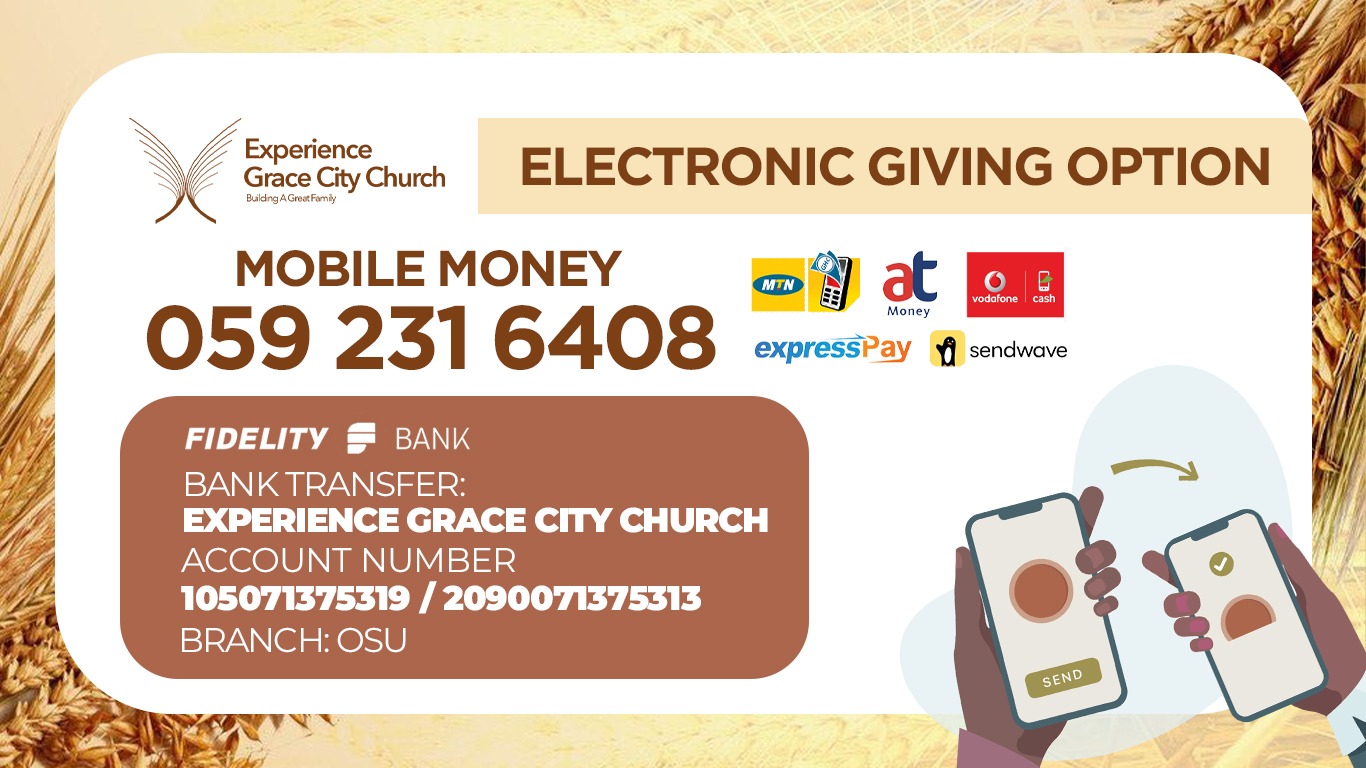 Experience
Grace City Church
Building A Great Family
ELECTRONIC GIVING OPTION
MOBILE MONEY
059 231 6408
MTN
at
Money
vodafone
cash
expressPay
sendwave
FIDELITY BANK
BANK TRANSFER:
EXPERIENCE GRACE CITY CHURCH
ACCOUNT NUMBER
105071375319 / 2090071375313
BRANCH: OSU
SEND